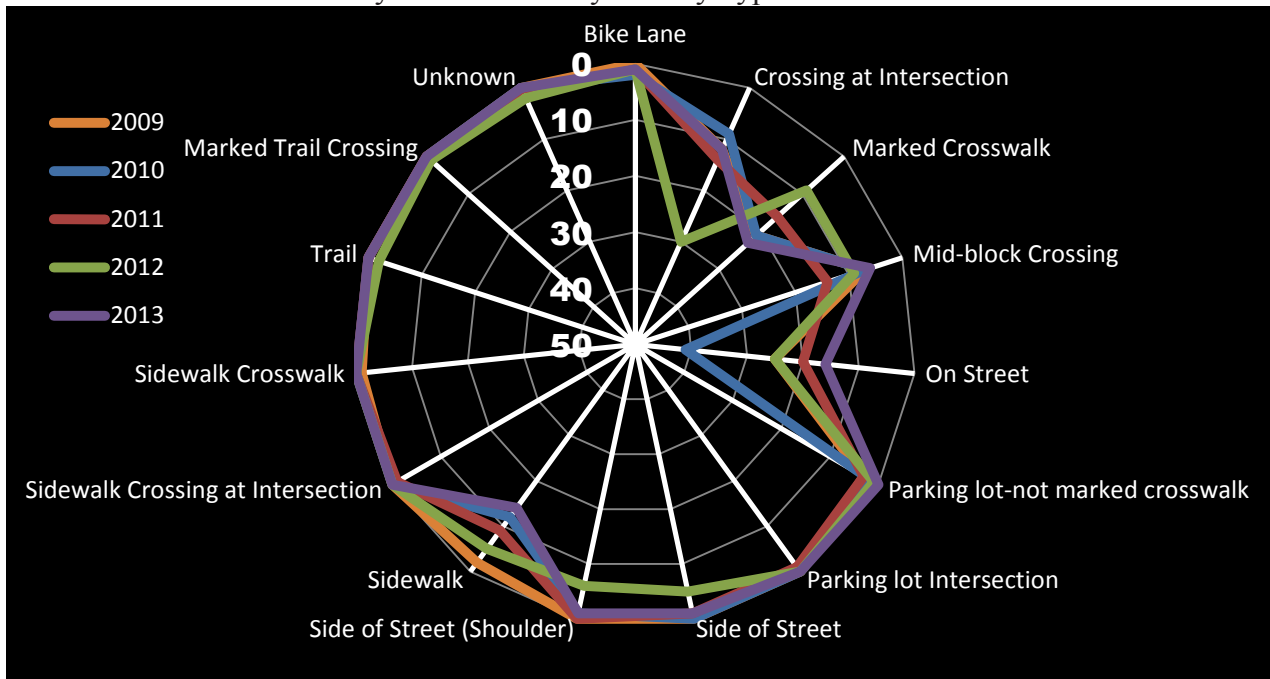 Bike Lane
Unknown
0
Crossing at Intersection
2009
10
Marked Trail Crossing
Marked Crosswalk
2010
20
2011
30
Trail
Mid-block Crossing
2012
40
2013
50
Sidewalk Crosswalk
On Street
Sidewalk Crossing at Intersection
Parking lot-not marked crosswalk
Sidewalk
Parking lot Intersection
Side of Street (Shoulder)
Side of Street